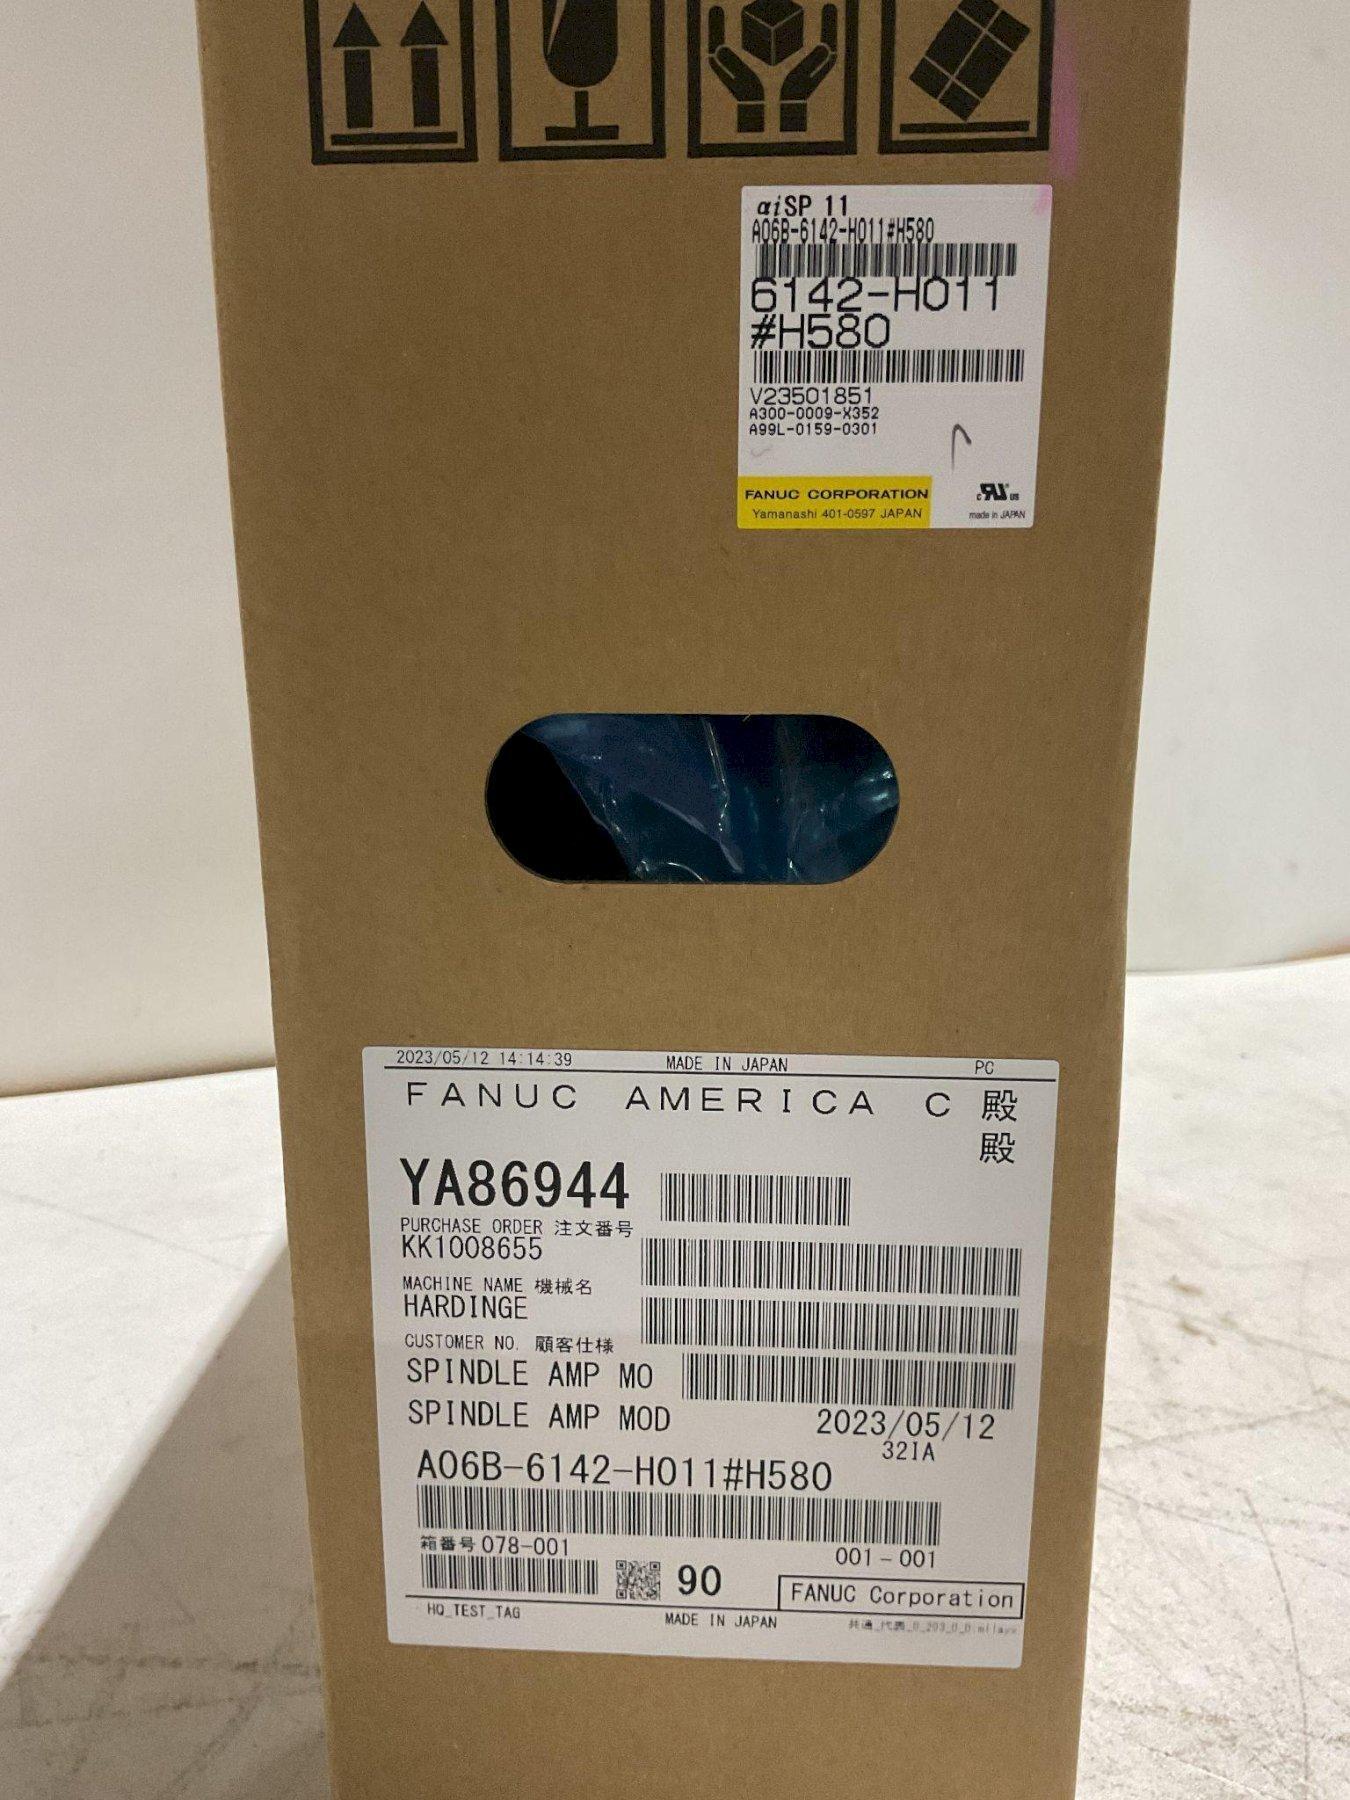 αiSP 11
A06B-6142-H011#H580
6142-H011
#H580
V23501851
A300-0009-X352
A99L-0159-0301
FANUC CORPORATION
Yamanashi 401-0597 JAPAN
c RU us
made in JAPAN
2023/05/12 14:14:39 MADE IN JAPAN PC
FANUC AMERICA C 殿
殿
YA86944
PURCHASE ORDER 注文番号
KK1008655
MACHINE NAME 機械名
HARDINGE
CUSTOMER NO. 顧客仕様
SPINDLE AMP MO
SPINDLE AMP MOD 2023/05/12
32IA
A06B-6142-H011#H580
箱番号 078-001 001-001
90 FANUC Corporation
HQ_TEST_TAG MADE IN JAPAN